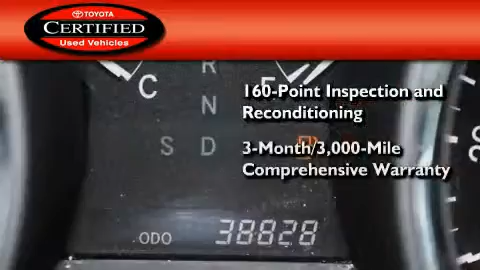 TOYOTA
CERTIFIED
Used Vehicles
160-Point Inspection and
Reconditioning
3-Month/3,000-Mile
Comprehensive Warranty
C
R
F
N
S D
ODO 38828